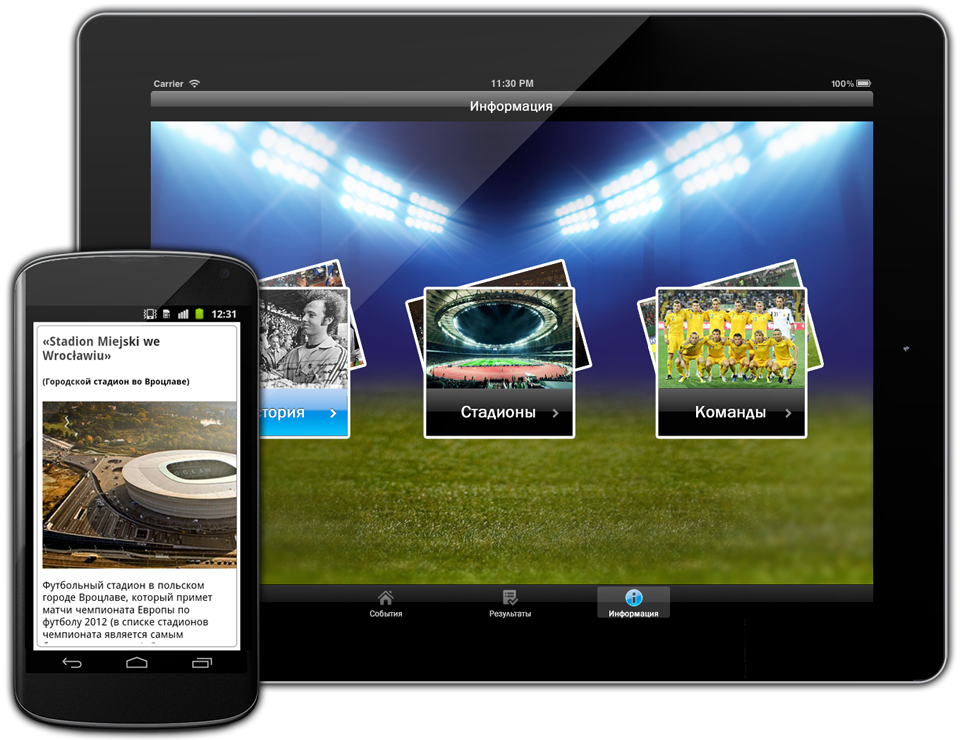 Carrier
11:30 PM
100%
Информация
Стадионы
Команды
События
Результаты
Информация
12:31
«Stadion Miejski we
Wrocławiu»
(Городской стадион во Вроцлаве)
Футбольный стадион в польском
городе Вроцлаве, который примет
матчи чемпионата Европы по
футболу 2012 (в списке стадионов
чемпионата является самым